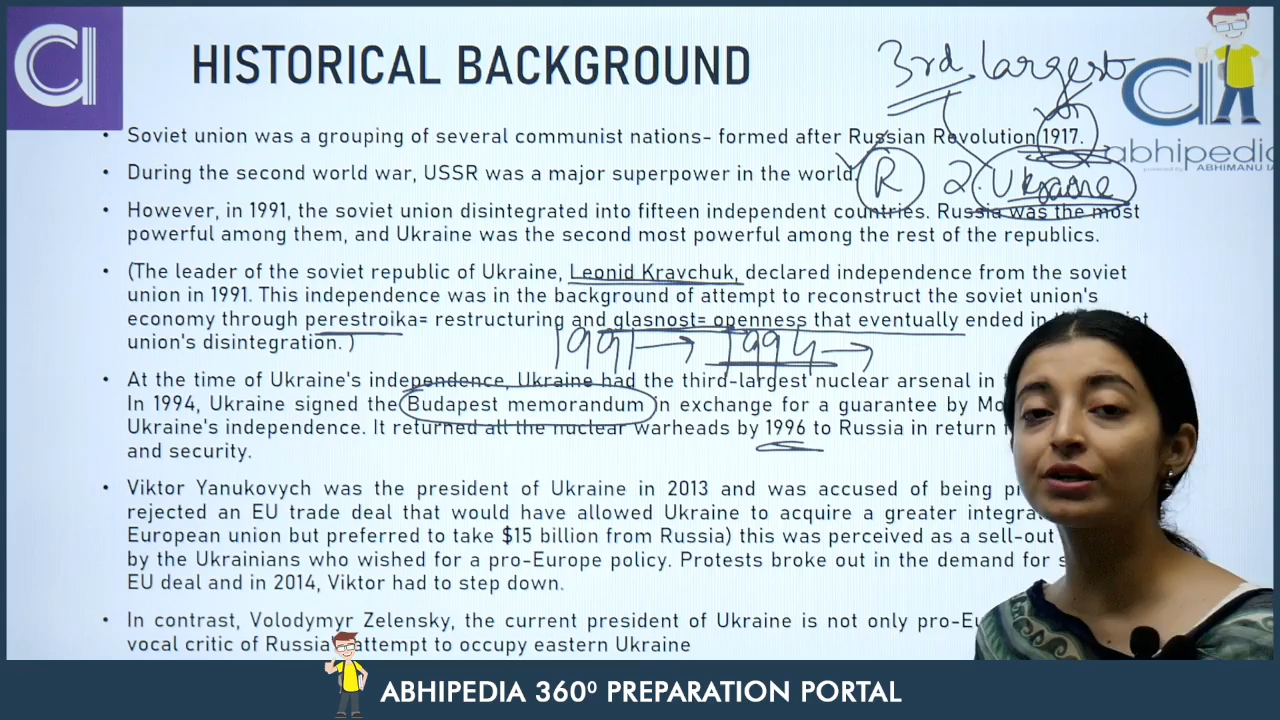 HISTORICAL BACKGROUND
3rd largest
abhipedia
powered by ABHIMANU IA
• Soviet union was a grouping of several communist nations– formed after Russian Revolution 1917.
• During the second world war, USSR was a major superpower in the world.
R 2. Ukraine
• However, in 1991, the soviet union disintegrated into fifteen independent countries. Russia was the most
powerful among them, and Ukraine was the second most powerful among the rest of the republics.
• (The leader of the soviet republic of Ukraine, Leonid Kravchuk, declared independence from the soviet
union in 1991. This independence was in the background of attempt to reconstruct the soviet union's
economy through perestroika= restructuring and glasnost= openness that eventually ended in
union's disintegration. )
1991 → 1994 →
• At the time of Ukraine's independence, Ukraine had the third-largest nuclear arsenal in
In 1994, Ukraine signed the Budapest memorandum in exchange for a guarantee by
Ukraine's independence. It returned all the nuclear warheads by 1996 to Russia in return
and security.
• Viktor Yanukovych was the president of Ukraine in 2013 and was accused of being
rejected an EU trade deal that would have allowed Ukraine to acquire a greater
European union but preferred to take $15 billion from Russia) this was perceived as a sell-out
by the Ukrainians who wished for a pro-Europe policy. Protests broke out in the demand for
EU deal and in 2014, Viktor had to step down.
• In contrast, Volodymyr Zelensky, the current president of Ukraine is not only
vocal critic of Russia's attempt to occupy eastern Ukraine
ABHIPEDIA 360⁰ PREPARATION PORTAL